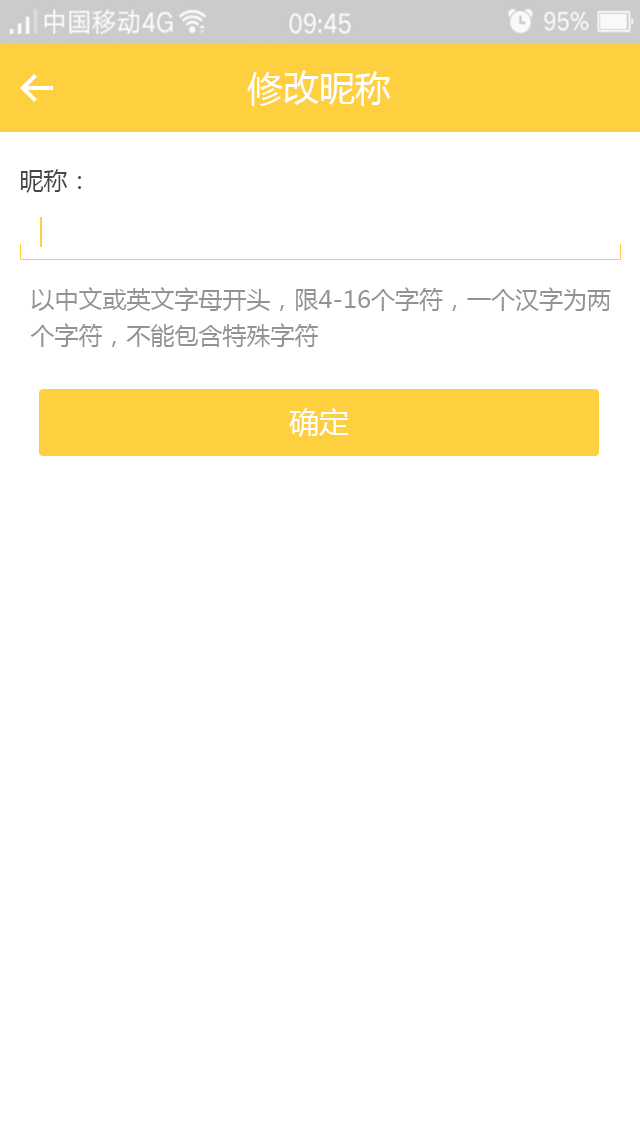 中国移动4G 09:45 95%
修改昵称
昵称：
以中文或英文字母开头，限4-16个字符，一个汉字为两
个字符，不能包含特殊字符
确定